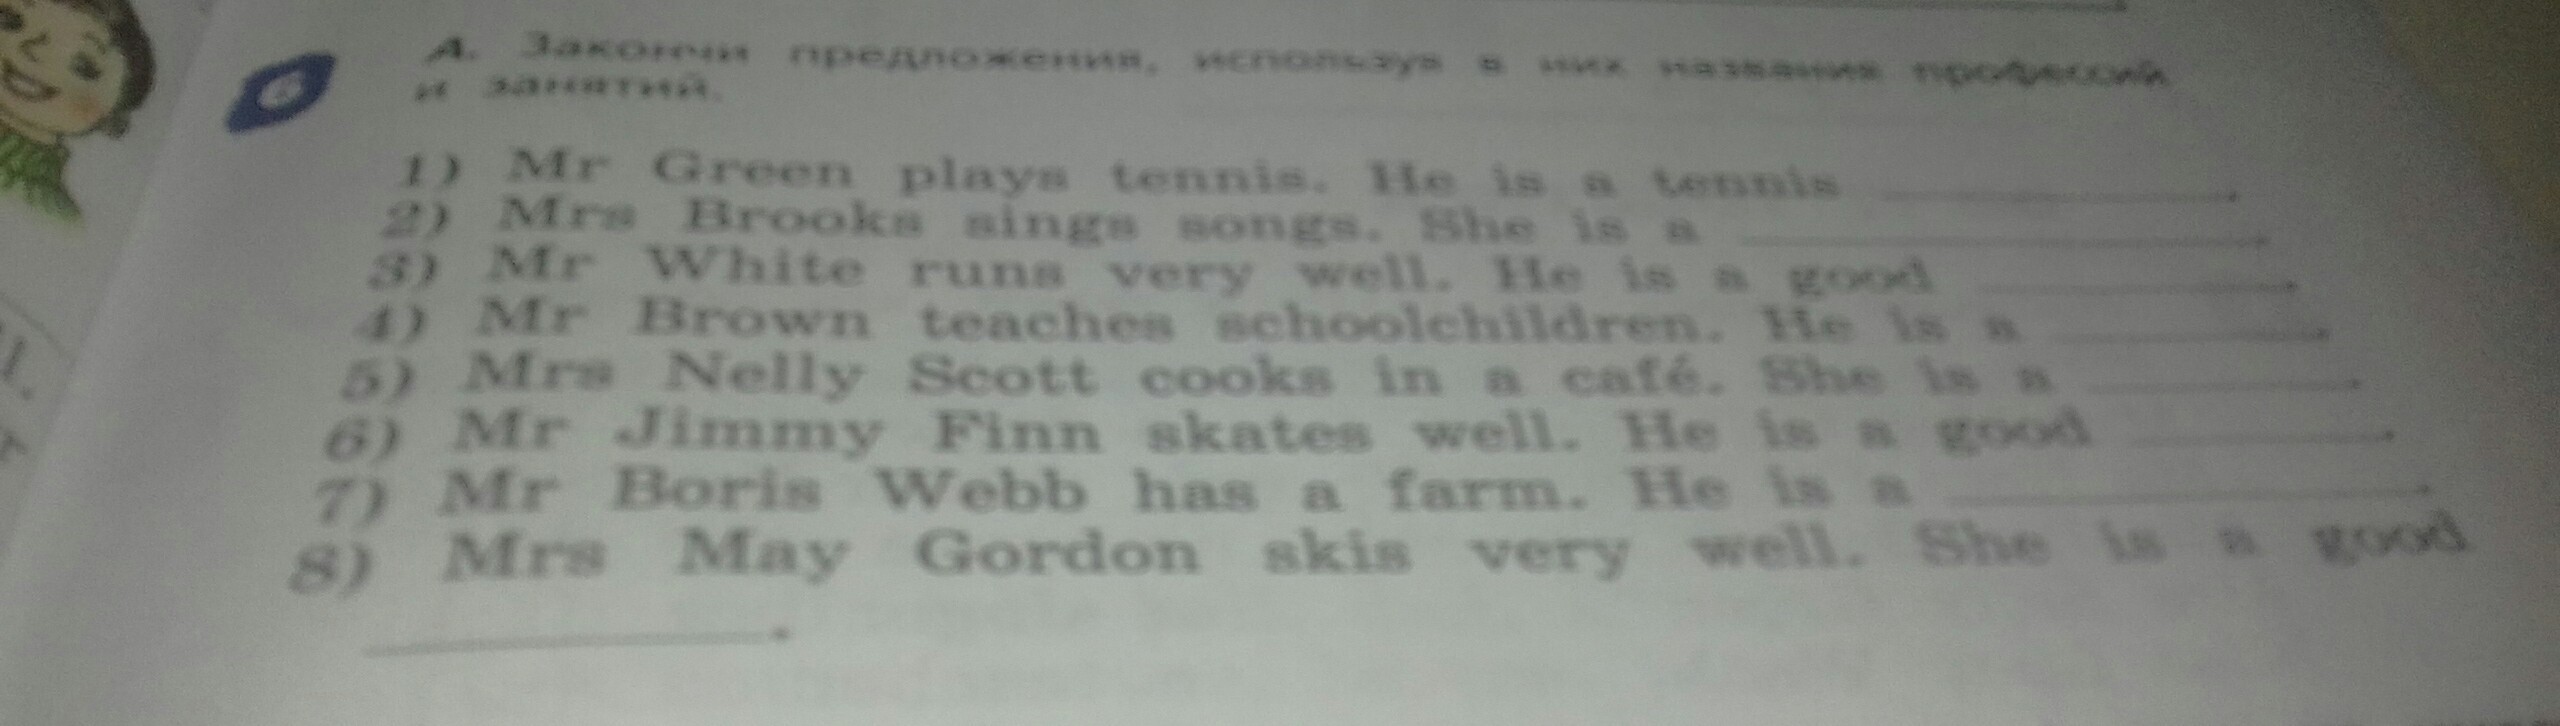 6
А. Закончи предложения, используя в них названия профессий
и занятий.
1) Mr Green plays tennis. He is a tennis ________.
2) Mrs Brooks sings songs. She is a ________.
3) Mr White runs very well. He is a good ________.
4) Mr Brown teaches schoolchildren. He is a ________.
5) Mrs Nelly Scott cooks in a café. She is a ________.
6) Mr Jimmy Finn skates well. He is a good ________.
7) Mr Boris Webb has a farm. He is a ________.
8) Mrs May Gordon skis very well. She is a good
________.